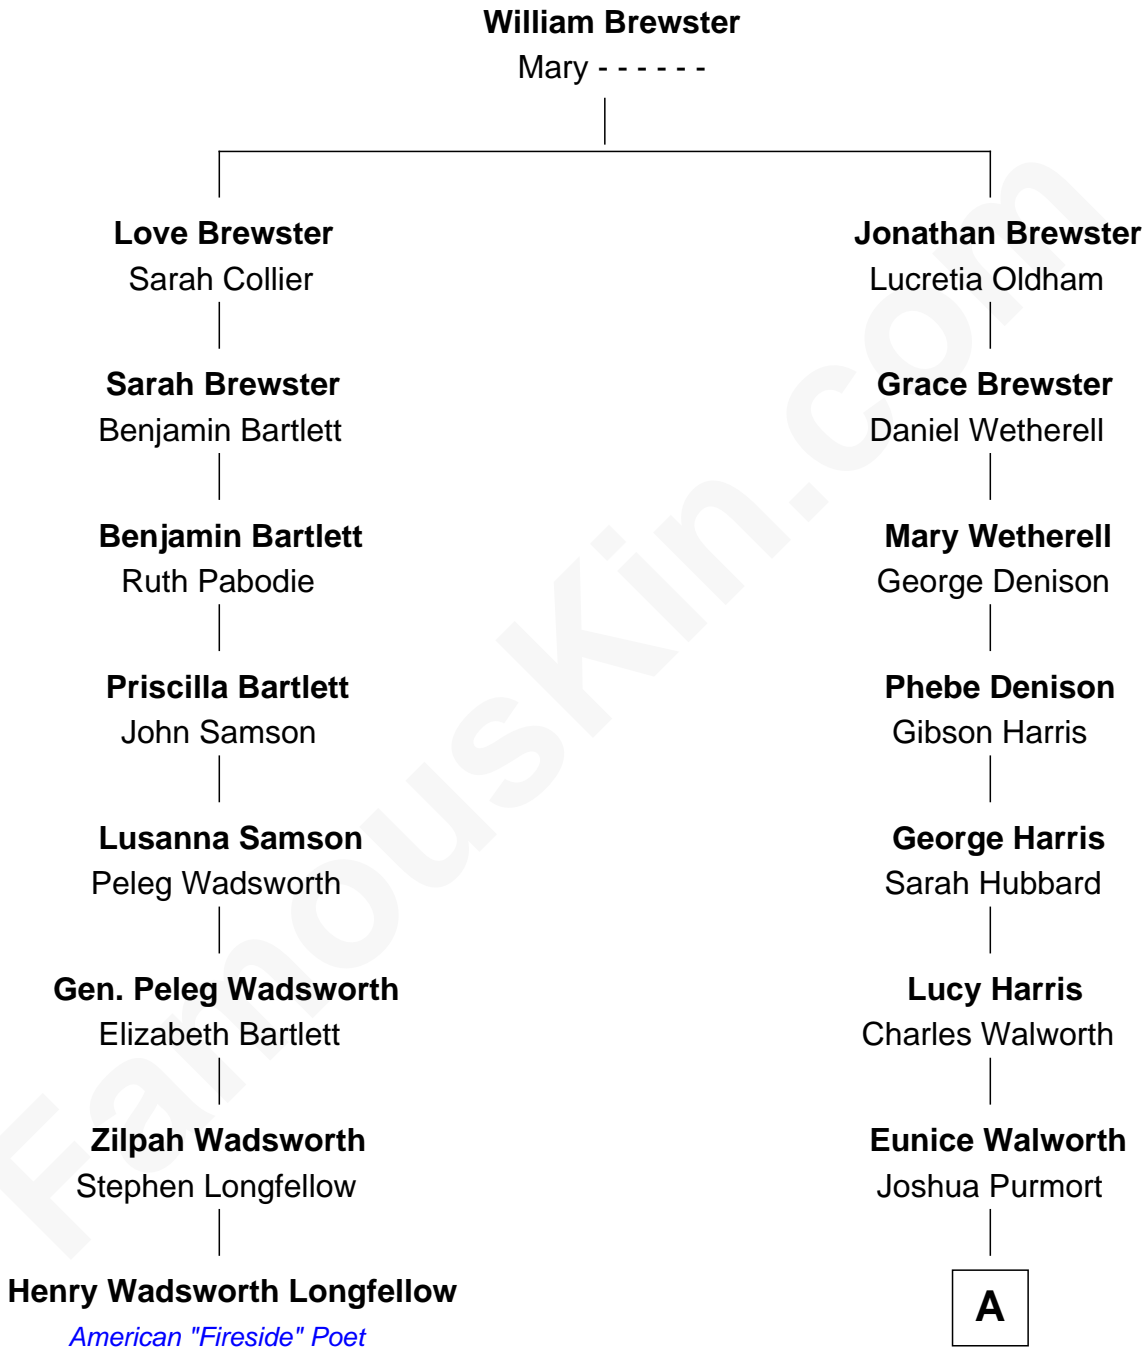 William Brewster
Mary - - - - - -
Love Brewster
Sarah Collier
Jonathan Brewster
Lucretia Oldham
Sarah Brewster
Benjamin Bartlett
Grace Brewster
Daniel Wetherell
Benjamin Bartlett
Ruth Pabodie
Mary Wetherell
George Denison
Priscilla Bartlett
John Samson
Phebe Denison
Gibson Harris
Lusanna Samson
Peleg Wadsworth
George Harris
Sarah Hubbard
Gen. Peleg Wadsworth
Elizabeth Bartlett
Lucy Harris
Charles Walworth
Zilpah Wadsworth
Stephen Longfellow
Eunice Walworth
Joshua Purmort
Henry Wadsworth Longfellow
American "Fireside" Poet
A
FamousKin.com